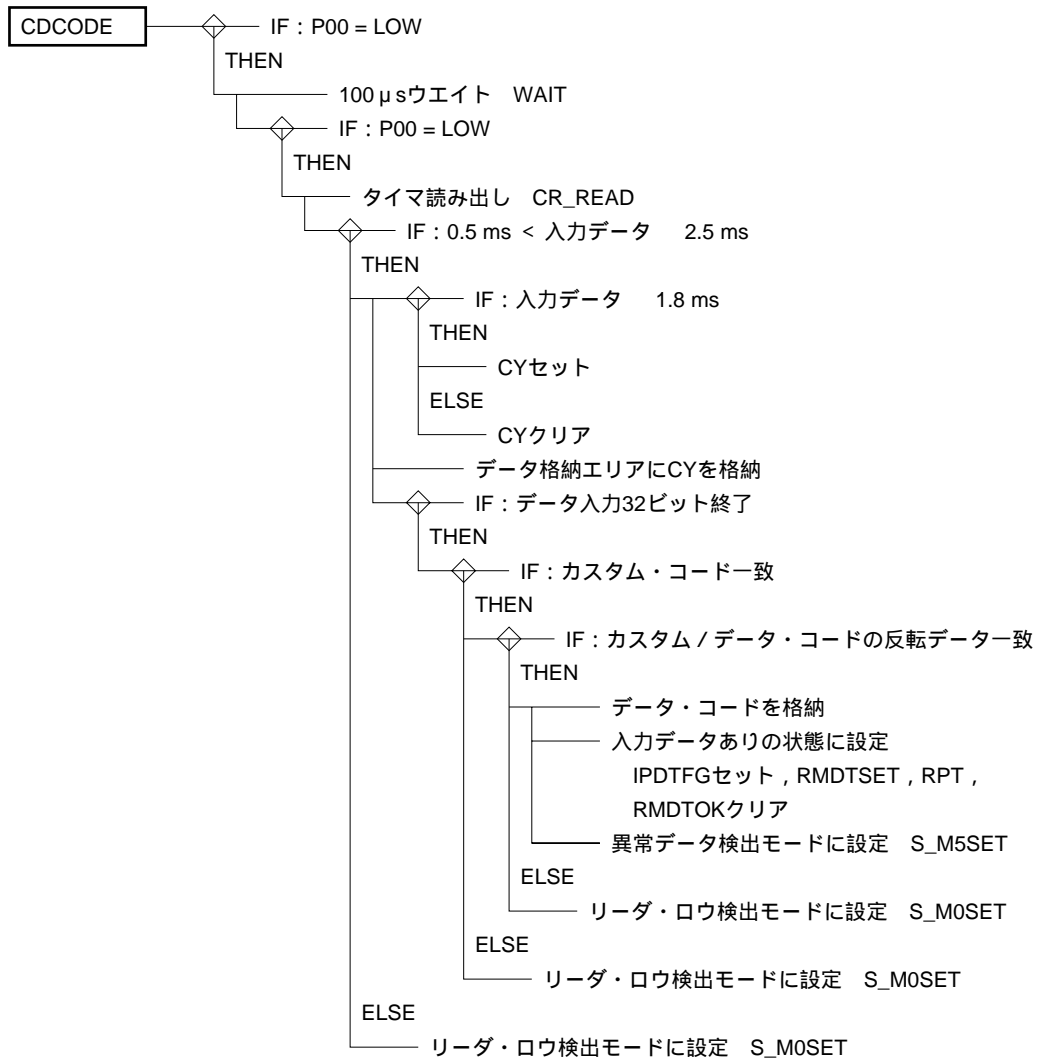 CDCODE IF : P00 = LOW
THEN
100 μsウエイト WAIT
IF : P00 = LOW
THEN
タイマ読み出し CR_READ
IF : 0.5 ms < 入力データ 2.5 ms
THEN
IF : 入力データ 1.8 ms
THEN
CYセット
ELSE
CYクリア
データ格納エリアにCYを格納
IF : データ入力32ビット終了
THEN
IF : カスタム・コード一致
THEN
IF : カスタム / データ・コードの反転データ一致
THEN
データ・コードを格納
入力データありの状態に設定
IPDTFGセット , RMDTSET , RPT ,
RMDTOKクリア
異常データ検出モードに設定 S_M5SET
ELSE
リーダ・ロウ検出モードに設定 S_M0SET
ELSE
リーダ・ロウ検出モードに設定 S_M0SET
ELSE
リーダ・ロウ検出モードに設定 S_M0SET